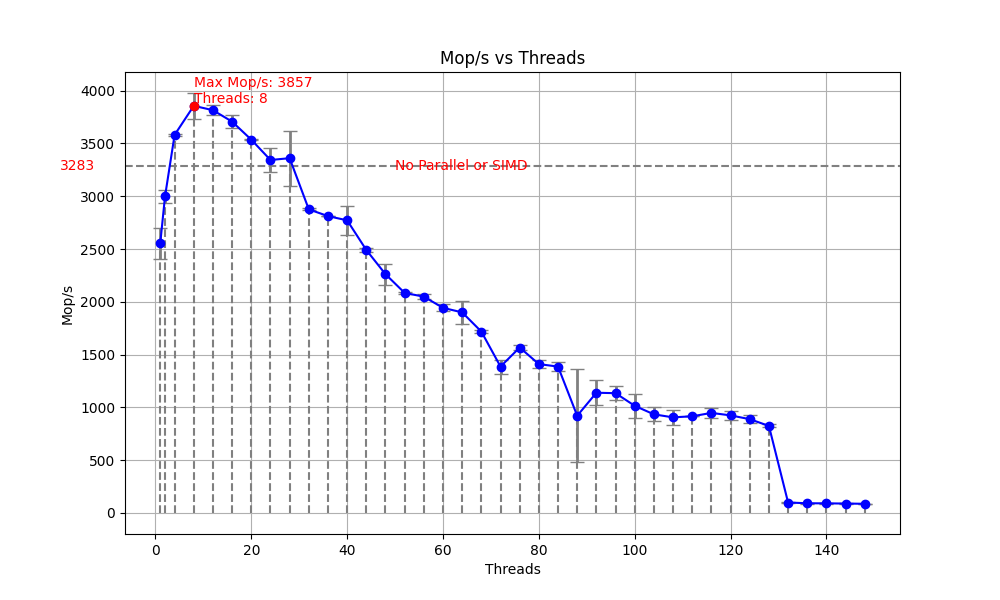 Mop/s vs Threads
Max Mop/s: 3857
Threads: 8
4000
3500
3283
No Parallel or SIMD
3000
2500
2000
1500
1000
500
0
Mop/s
0 20 40 60 80 100 120 140
Threads